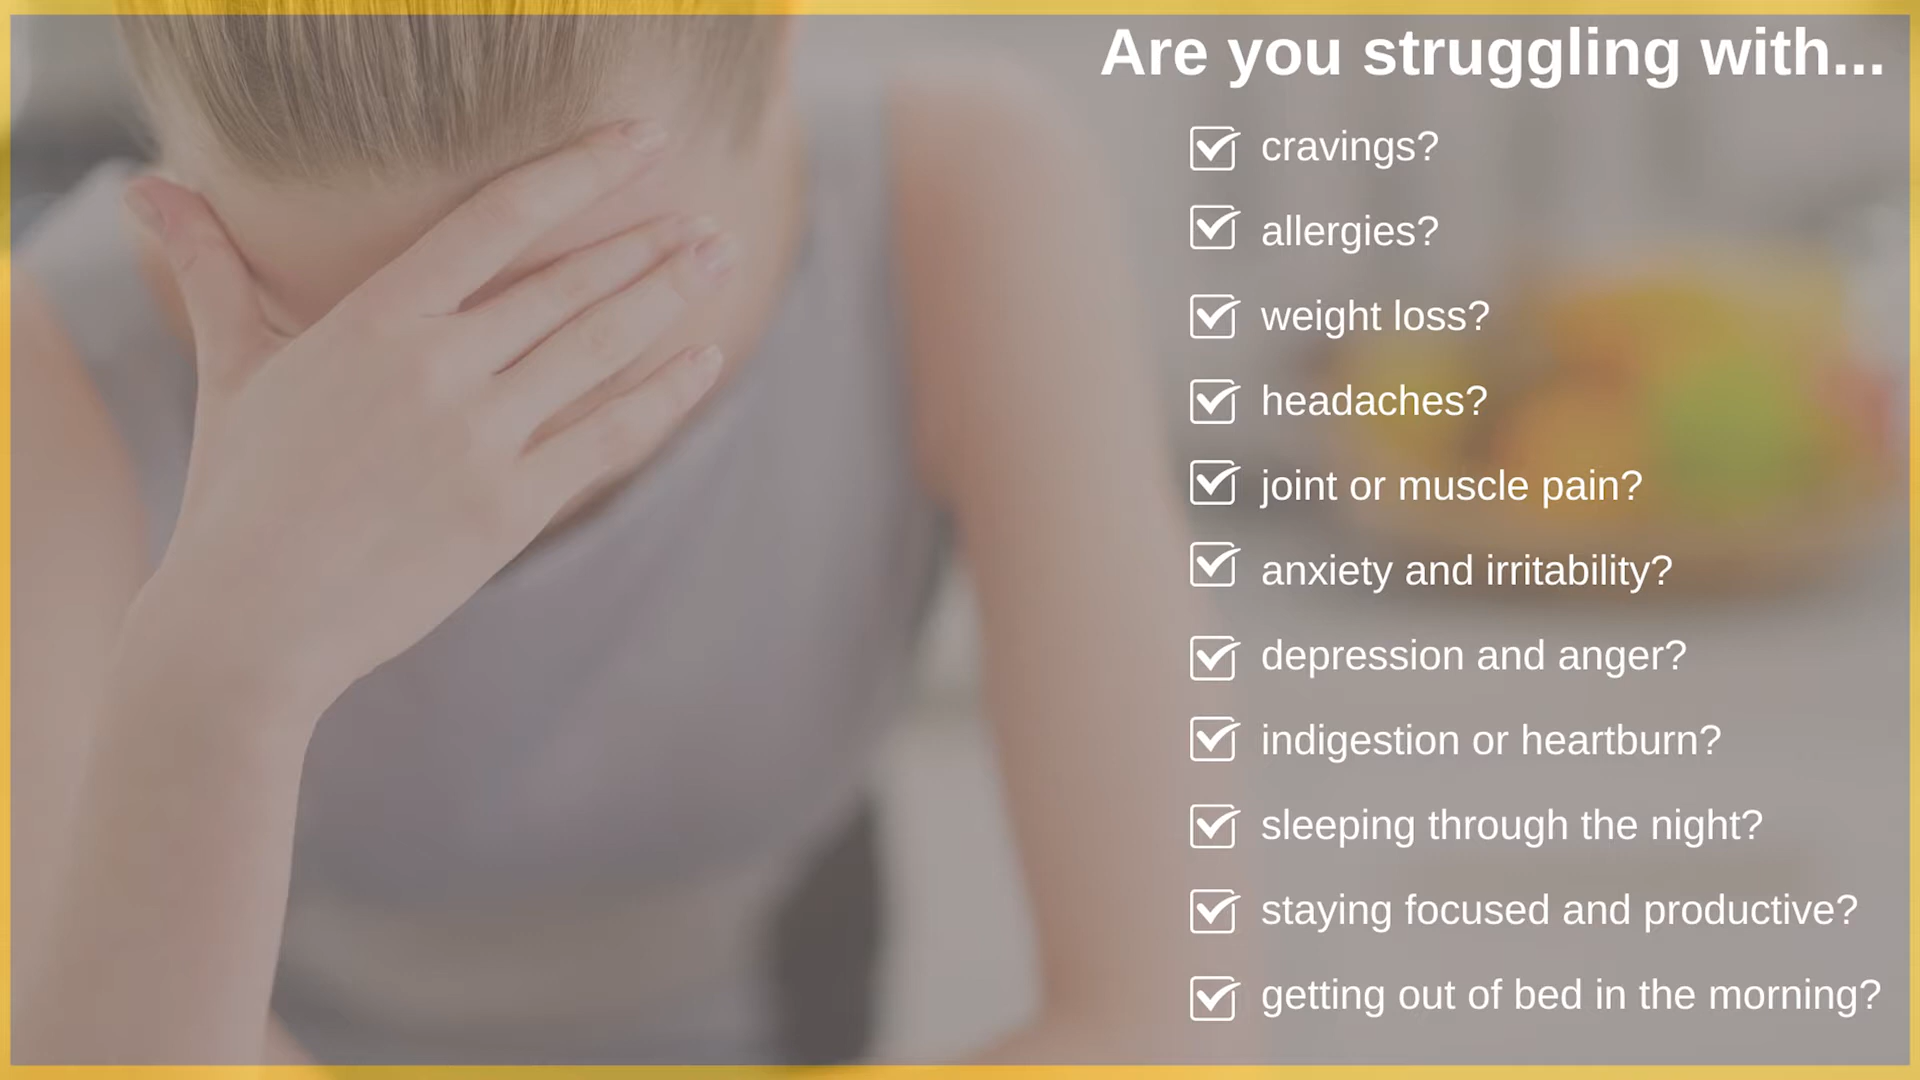 Are you struggling with...
cravings?
allergies?
weight loss?
headaches?
joint or muscle pain?
anxiety and irritability?
depression and anger?
indigestion or heartburn?
sleeping through the night?
staying focused and productive?
getting out of bed in the morning?